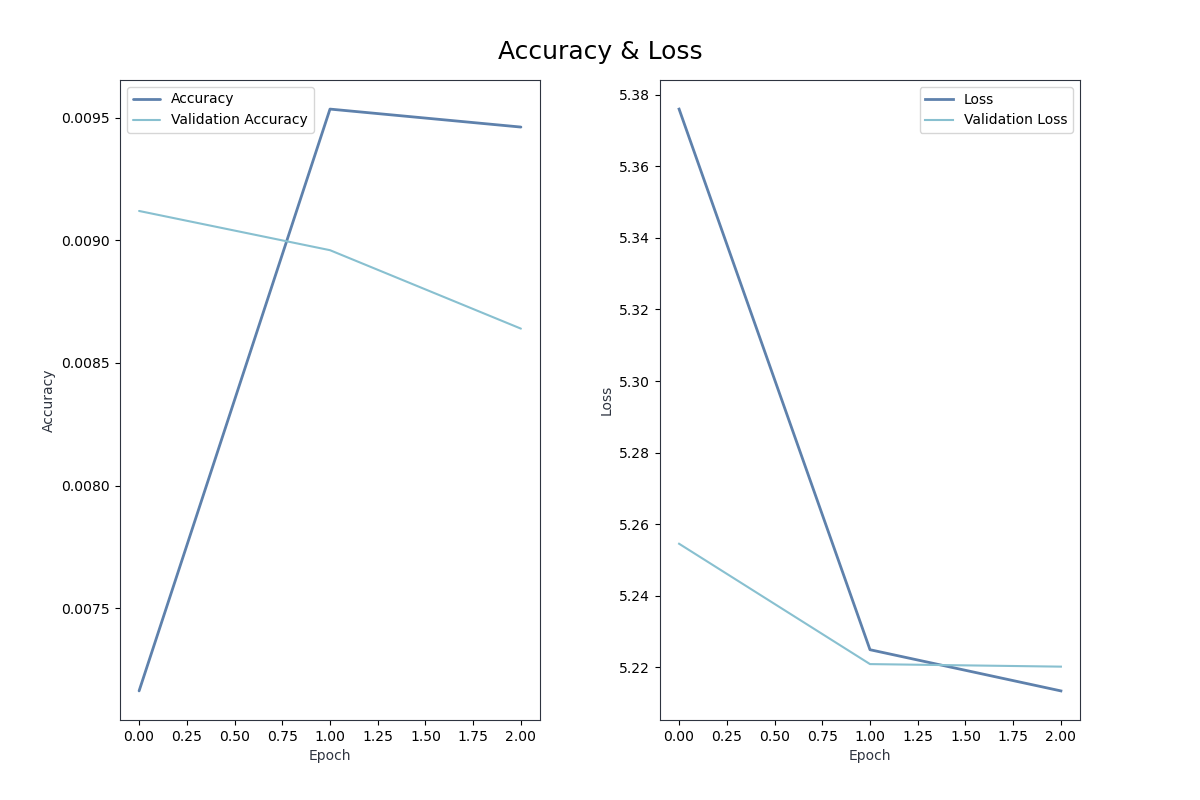 Accuracy & Loss
Accuracy
Validation Accuracy
0.0095
0.0090
0.0085
0.0080
0.0075
Accuracy
0.00 0.25 0.50 0.75 1.00 1.25 1.50 1.75 2.00
Epoch
Loss
Validation Loss
5.38
5.36
5.34
5.32
5.30
5.28
5.26
5.24
5.22
Loss
0.00 0.25 0.50 0.75 1.00 1.25 1.50 1.75 2.00
Epoch